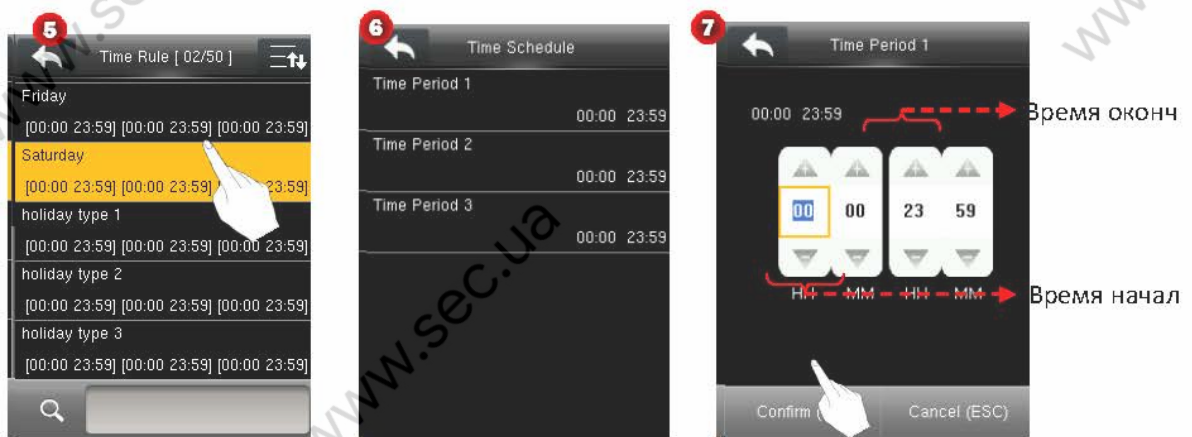 5
Time Rule [ 02/50 ]
Friday
[00:00 23:59] [00:00 23:59] [00:00 23:59]
Saturday
[00:00 23:59] [00:00 23:59] 23:59]
holiday type 1
[00:00 23:59] [00:00 23:59] [00:00 23:59]
holiday type 2
[00:00 23:59] [00:00 23:59] [00:00 23:59]
holiday type 3
[00:00 23:59] [00:00 23:59] [00:00 23:59]
6
Time Schedule
Time Period 1
00:00 23:59
Time Period 2
00:00 23:59
Time Period 3
00:00 23:59
7
Time Period 1
00:00 23:59
Время оконч
00 00 23 59
HH MM HH MM
Время начал
Confirm (
Cancel (ESC)
www.sec.ua